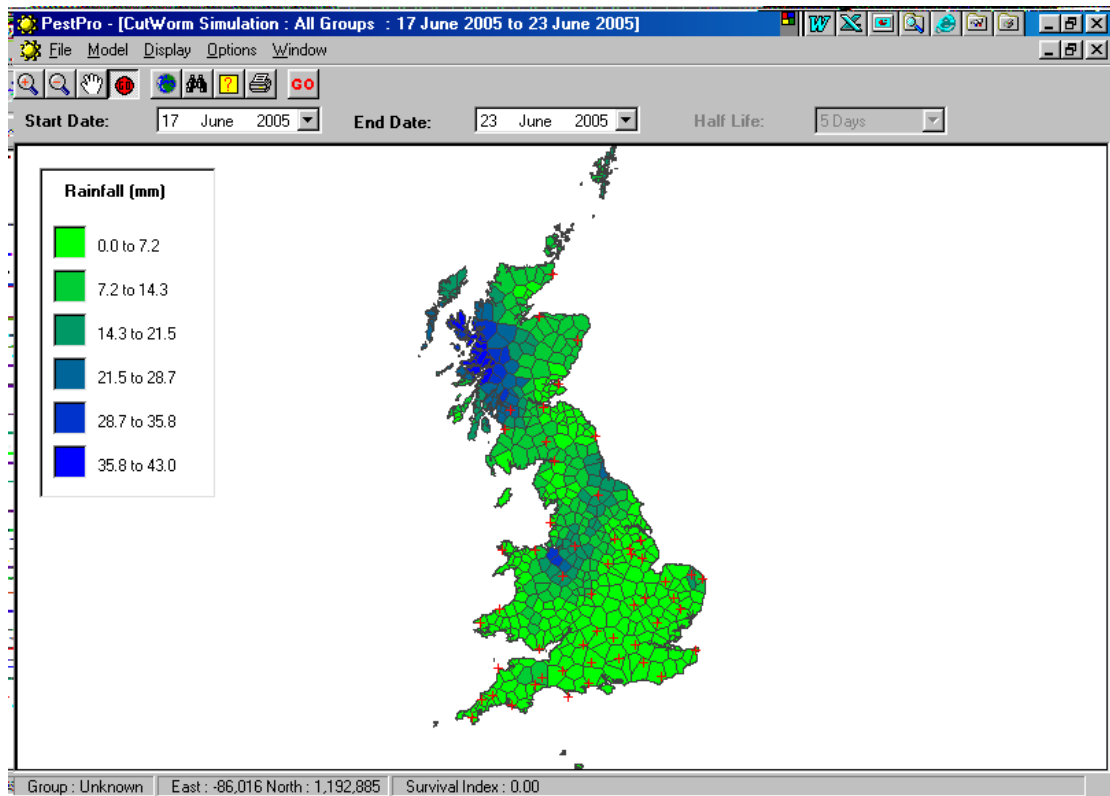 PestPro - [CutWorm Simulation : All Groups : 17 June 2005 to 23 June 2005]
File Model Display Options Window
GO
Start Date: 17 June 2005 End Date: 23 June 2005 Half Life: 5 Days
Rainfall (mm)
0.0 to 7.2
7.2 to 14.3
14.3 to 21.5
21.5 to 28.7
28.7 to 35.8
35.8 to 43.0
Group : Unknown East : -86,016 North : 1,192,885 Survival Index : 0.00